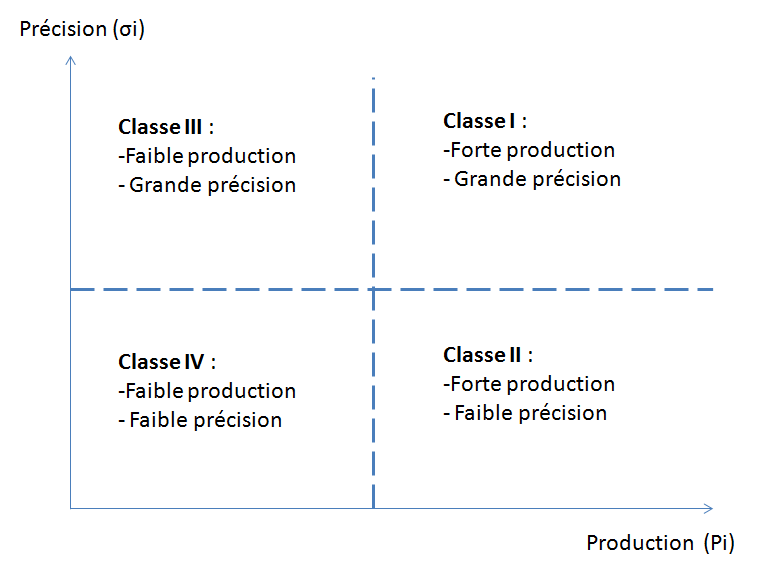 Précision (σi)
Classe III :
-Faible production
- Grande précision
Classe I :
-Forte production
- Grande précision
Classe IV :
-Faible production
- Faible précision
Classe II :
-Forte production
- Faible précision
Production (Pi)